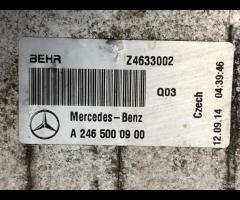 BEHR Z4633002
Q03
Mercedes-Benz
A 246 500 09 00
Czech
12.09.14 04:39:46